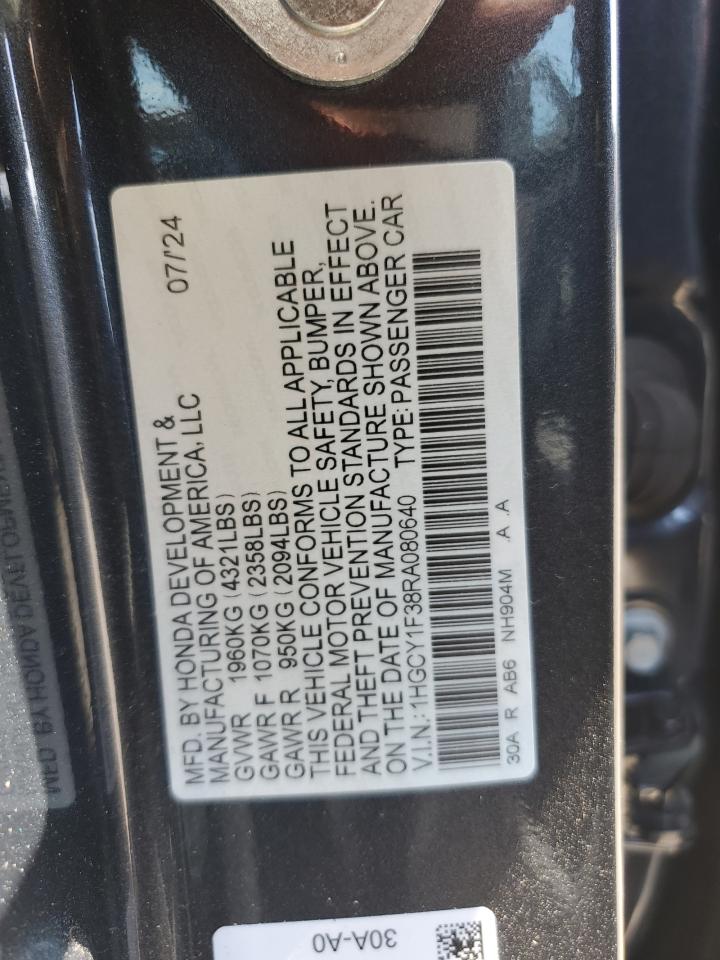 MFD. BY HONDA DEVELOPMENT &
MANUFACTURING OF AMERICA, LLC 07/'24
GVWR 1960KG (4321LBS)
GAWR F 1070KG (2358LBS)
GAWR R 950KG (2094LBS)
THIS VEHICLE CONFORMS TO ALL APPLICABLE
FEDERAL MOTOR VEHICLE SAFETY, BUMPER,
AND THEFT PREVENTION STANDARDS IN EFFECT
ON THE DATE OF MANUFACTURE SHOWN ABOVE.
V.I.N.: 1HGCY1F38RA080640 TYPE: PASSENGER CAR
30A R AB6 NH904M .A .A
30A-A0